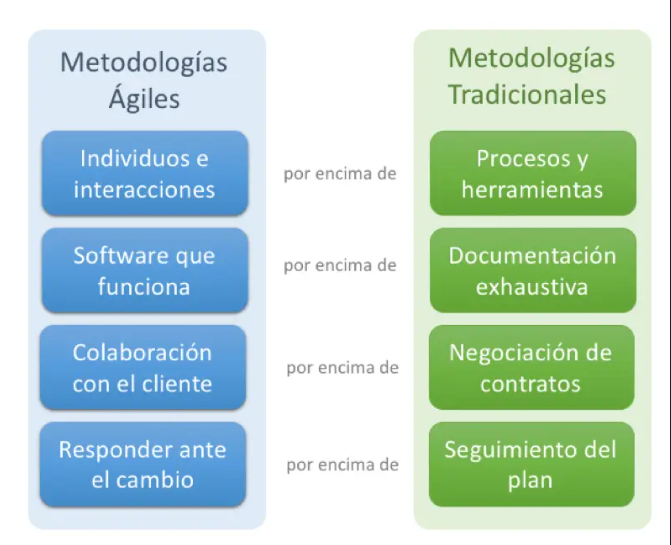 Metodologías
Ágiles
Metodologías
Tradicionales
Individuos e
interacciones
por encima de
Procesos y
herramientas
Software que
funciona
por encima de
Documentación
exhaustiva
Colaboración
con el cliente
por encima de
Negociación de
contratos
Responder ante
el cambio
por encima de
Seguimiento del
plan